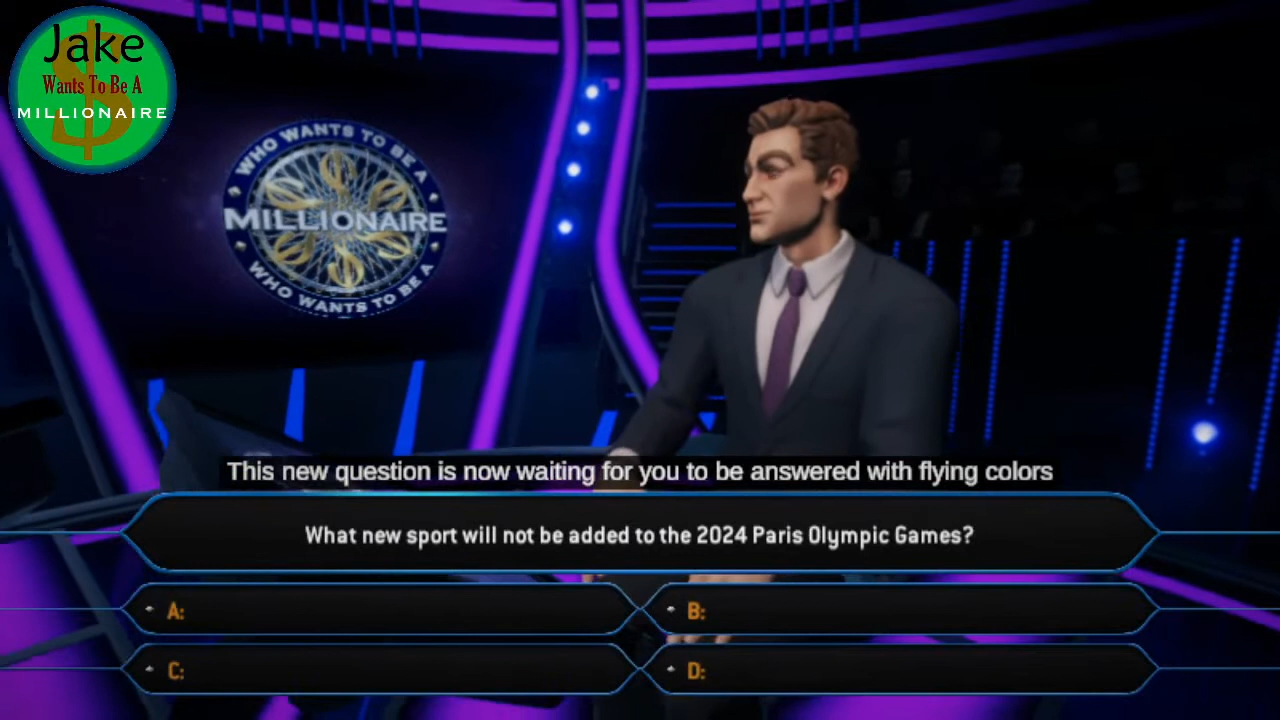 Jake
Wants To Be A
MILLIONAIRE
WHO WANTS TO BE A
MILLIONAIRE
WHO WANTS TO BE A
This new question is now waiting for you to be answered with flying colors
What new sport will not be added to the 2024 Paris Olympic Games?
A:
B:
C:
D: